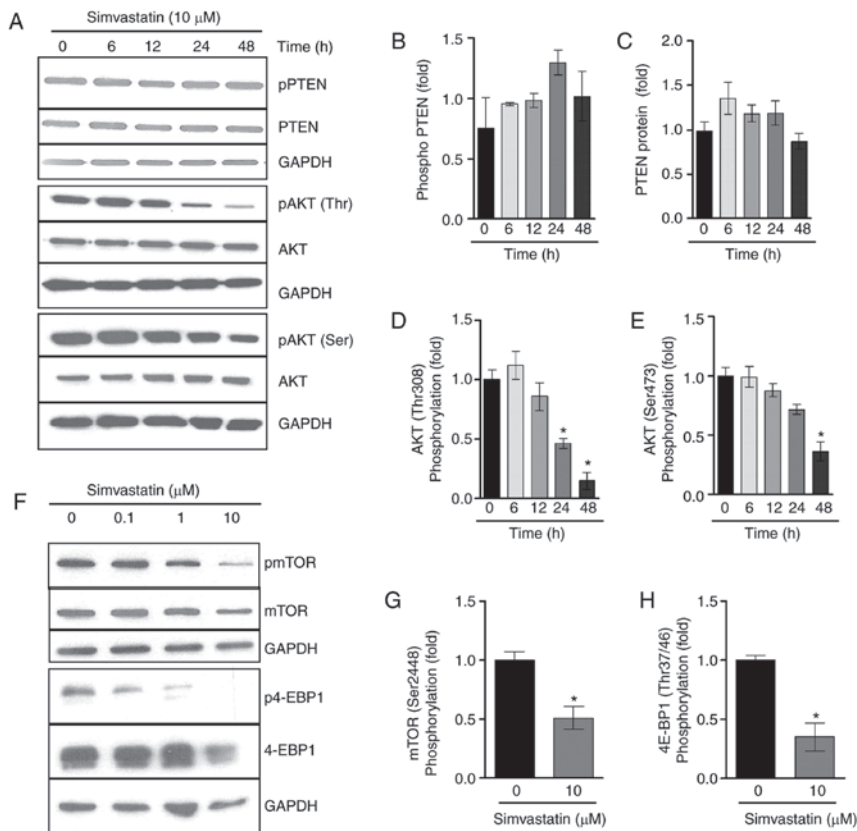 A
Simvastatin (10 μM)
0 6 12 24 48 Time (h)
pPTEN
PTEN
GAPDH
pAKT (Thr)
AKT
GAPDH
pAKT (Ser)
AKT
GAPDH
B
Phospho PTEN (fold)
1.5
1.0
0.5
0.0
0 6 12 24 48
Time (h)
C
PTEN protein (fold)
2.0
1.5
1.0
0.5
0.0
0 6 12 24 48
Time (h)
D
AKT (Thr308)
Phosphorylation (fold)
1.5
1.0
0.5
0.0
* *
0 6 12 24 48
Time (h)
E
AKT (Ser473)
Phosphorylation (fold)
1.5
1.0
0.5
0.0
*
0 6 12 24 48
Time (h)
F
Simvastatin (μM)
0 0.1 1 10
pmTOR
mTOR
GAPDH
p4-EBP1
4-EBP1
GAPDH
G
mTOR (Ser2448)
Phosphorylation (fold)
1.5
1.0
0.5
0.0
*
0 10
Simvastatin (μM)
H
4E-BP1 (Thr37/46)
Phosphorylation (fold)
1.5
1.0
0.5
0.0
*
0 10
Simvastatin (μM)